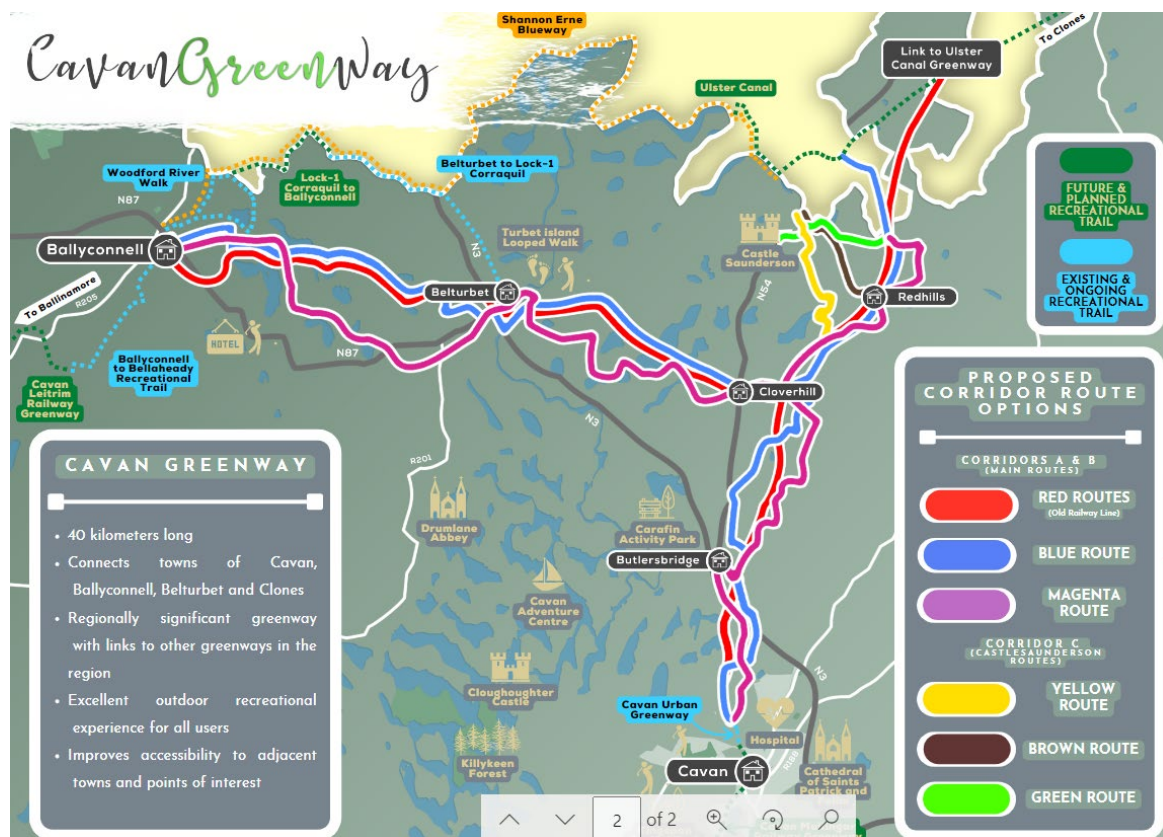 CavanGreenWay
Shannon Erne
Blueway
To Clones
Link to Ulster
Canal Greenway
Ulster Canal
Woodford River
Walk
Lock-1
Corraquil to
Ballyconnell
Belturbet to Lock-1
Corraquil
N87
N3
Turbet island
Looped Walk
Castle
Saunderson
N54
Ballyconnell
Belturbet
Redhills
To Ballinamore
R205
HOTEL
N87
Cavan
Leitrim
Railway
Greenway
Ballyconnell
to Bellaheady
Recreational
Trail
Cloverhill
N3
R201
Drumlane
Abbey
Carafin
Activity Park
Butlersbridge
Cavan
Adventure
Centre
Cloughoughter
Castle
Killykeen
Forest
Cavan Urban
Greenway
Hospital
N3
R188
Cavan
Cathedral
of Saints
Patrick and
CAVAN GREENWAY
• 40 kilometers long
• Connects towns of Cavan,
Ballyconnell, Belturbet and Clones
• Regionally significant greenway
with links to other greenways in the
region
• Excellent outdoor recreational
experience for all users
• Improves accessibility to adjacent
towns and points of interest
FUTURE &
PLANNED
RECREATIONAL
TRAIL
EXISTING &
ONGOING
RECREATIONAL
TRAIL
PROPOSED
CORRIDOR ROUTE
OPTIONS
CORRIDORS A & B
(MAIN ROUTES)
RED ROUTES
(Old Railway Line)
BLUE ROUTE
MAGENTA
ROUTE
CORRIDOR C
(CASTLESAUNDERSON
ROUTES)
YELLOW
ROUTE
BROWN ROUTE
GREEN ROUTE
2 of 2